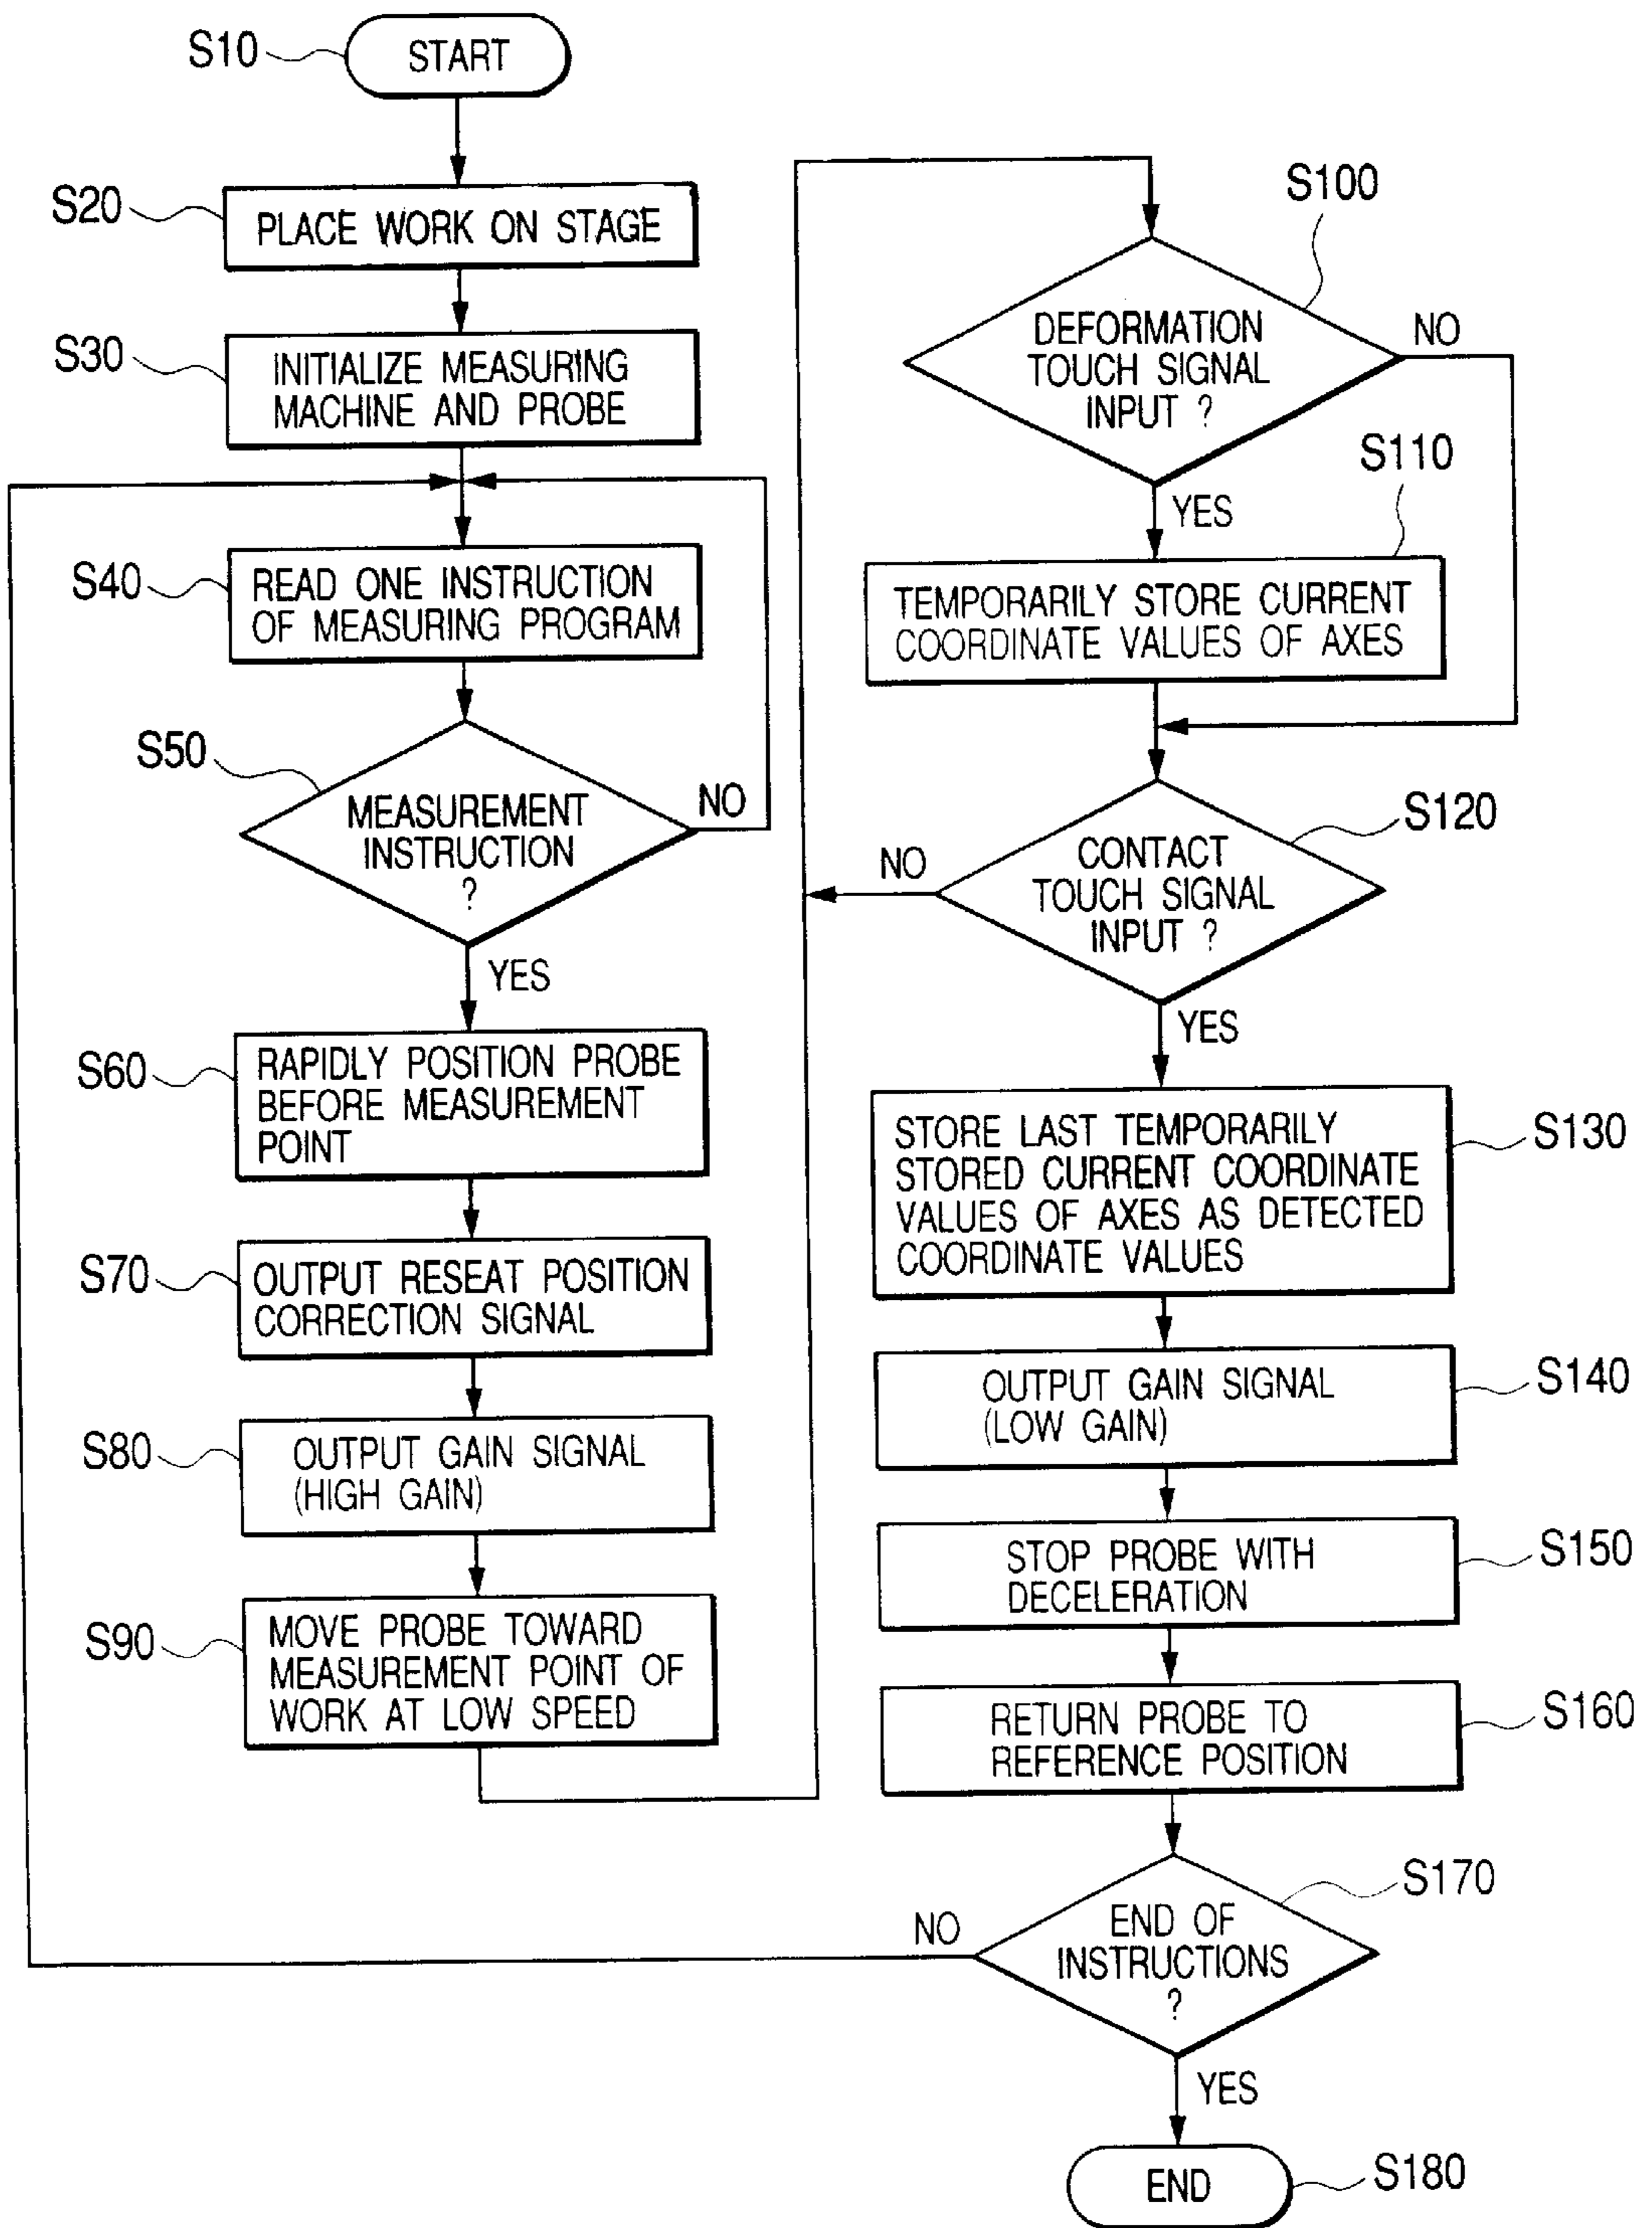 S10
START
S20
PLACE WORK ON STAGE
S30
INITIALIZE MEASURING
MACHINE AND PROBE
S40
READ ONE INSTRUCTION
OF MEASURING PROGRAM
S50
MEASUREMENT
INSTRUCTION
?
NO
YES
S60
RAPIDLY POSITION PROBE
BEFORE MEASUREMENT
POINT
S70
OUTPUT RESEAT POSITION
CORRECTION SIGNAL
S80
OUTPUT GAIN SIGNAL
(HIGH GAIN)
S90
MOVE PROBE TOWARD
MEASUREMENT POINT OF
WORK AT LOW SPEED
S100
DEFORMATION
TOUCH SIGNAL
INPUT ?
NO
YES
S110
TEMPORARILY STORE CURRENT
COORDINATE VALUES OF AXES
S120
CONTACT
TOUCH SIGNAL
INPUT ?
NO
YES
S130
STORE LAST TEMPORARILY
STORED CURRENT COORDINATE
VALUES OF AXES AS DETECTED
COORDINATE VALUES
S140
OUTPUT GAIN SIGNAL
(LOW GAIN)
S150
STOP PROBE WITH
DECELERATION
S160
RETURN PROBE TO
REFERENCE POSITION
S170
END OF
INSTRUCTIONS
?
NO
YES
END
S180